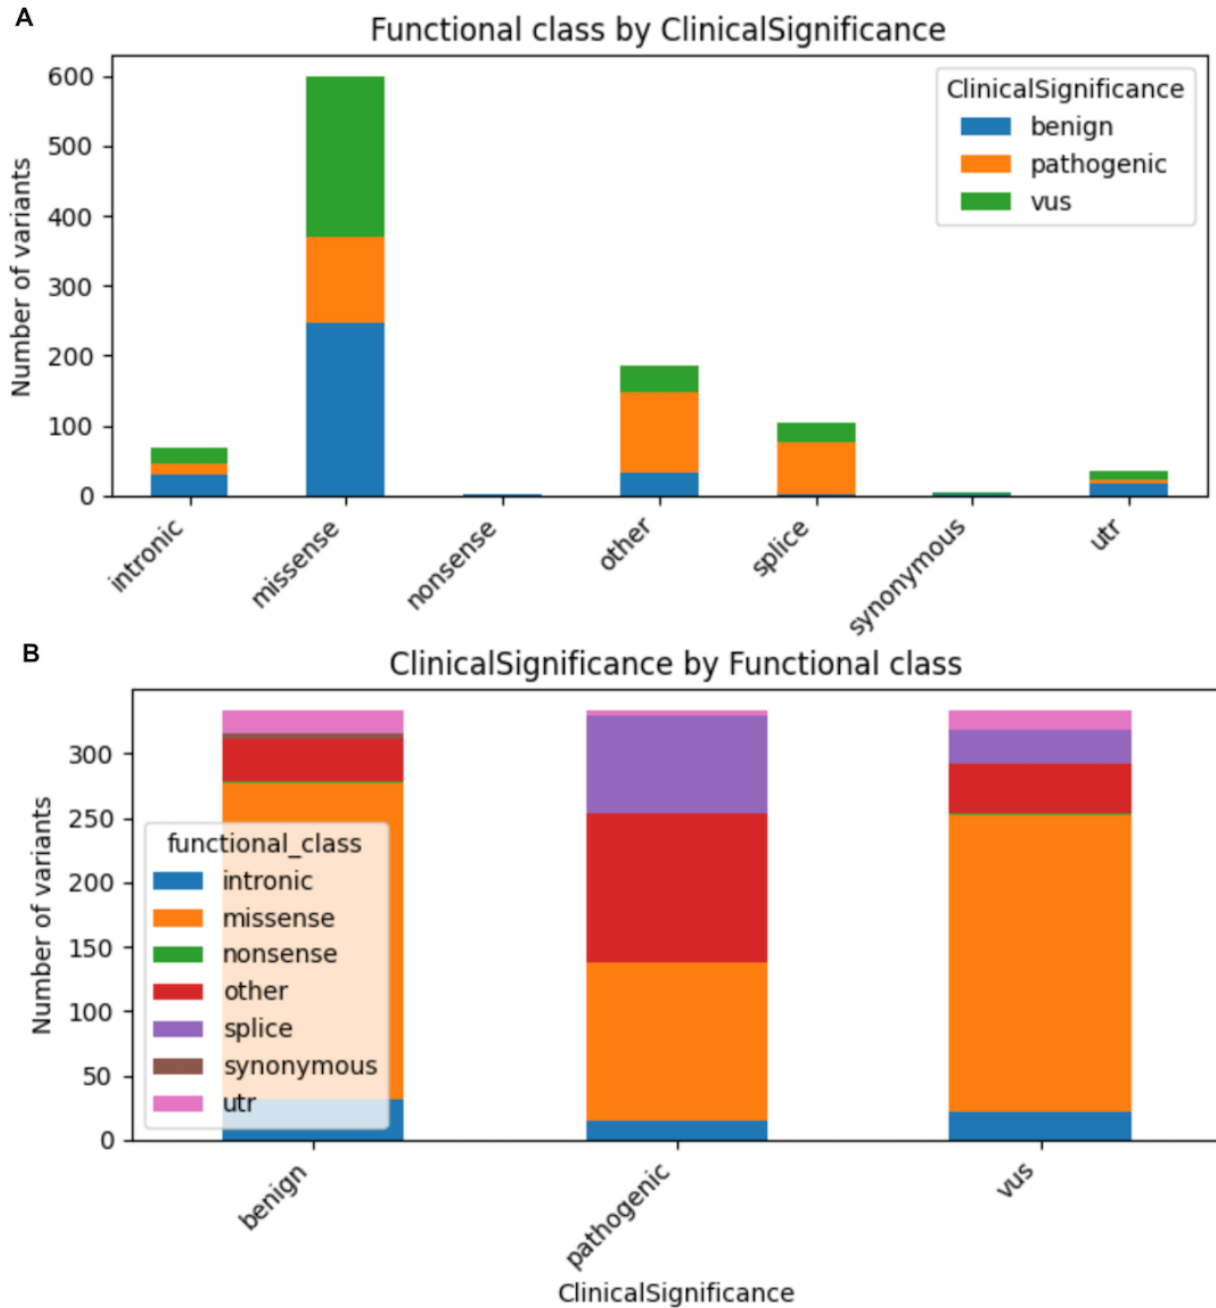 A
Functional class by ClinicalSignificance
Number of variants
600
500
400
300
200
100
0
ClinicalSignificance
benign
pathogenic
vus
intronic
missense
nonsense
other
splice
synonymous
utr
B
ClinicalSignificance by Functional class
Number of variants
300
250
200
150
100
50
0
functional_class
intronic
missense
nonsense
other
splice
synonymous
utr
benign
pathogenic
vus
ClinicalSignificance